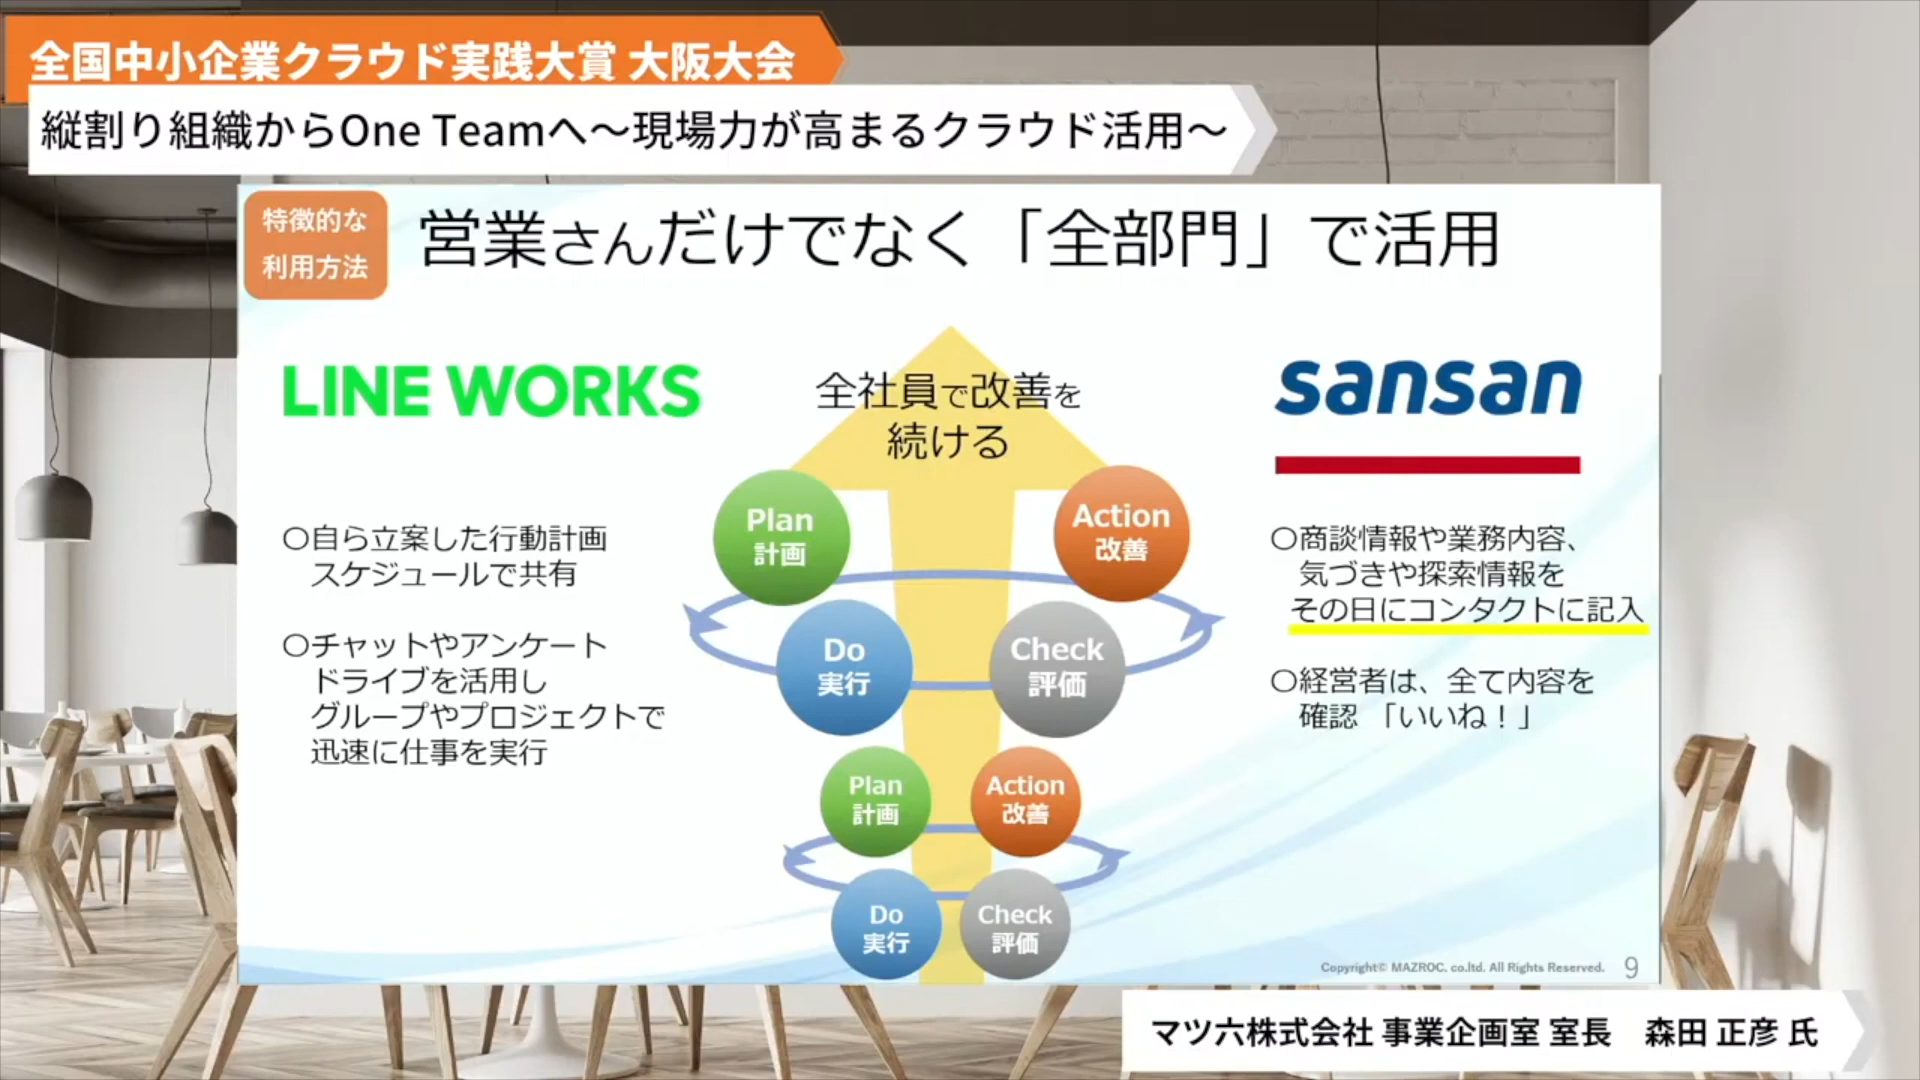 全国中小企業クラウド実践大賞 大阪大会
縦割り組織からOne Teamへ～現場力が高まるクラウド活用～
特徴的な
利用方法
営業さんだけでなく「全部門」で活用
LINE WORKS
全社員で改善を
続ける
sansan
Plan
計画
Action
改善
Do
実行
Check
評価
Plan
計画
Action
改善
Do
実行
Check
評価
〇自ら立案した行動計画
スケジュールで共有
〇チャットやアンケート
ドライブを活用し
グループやプロジェクトで
迅速に仕事を実行
〇商談情報や業務内容、
気づきや探索情報を
その日にコンタクトに記入
〇経営者は、全て内容を
確認 「いいね！」
Copyright© MAZROC. co.ltd. All Rights Reserved. 9
マツ六株式会社 事業企画室 室長　森田 正彦 氏